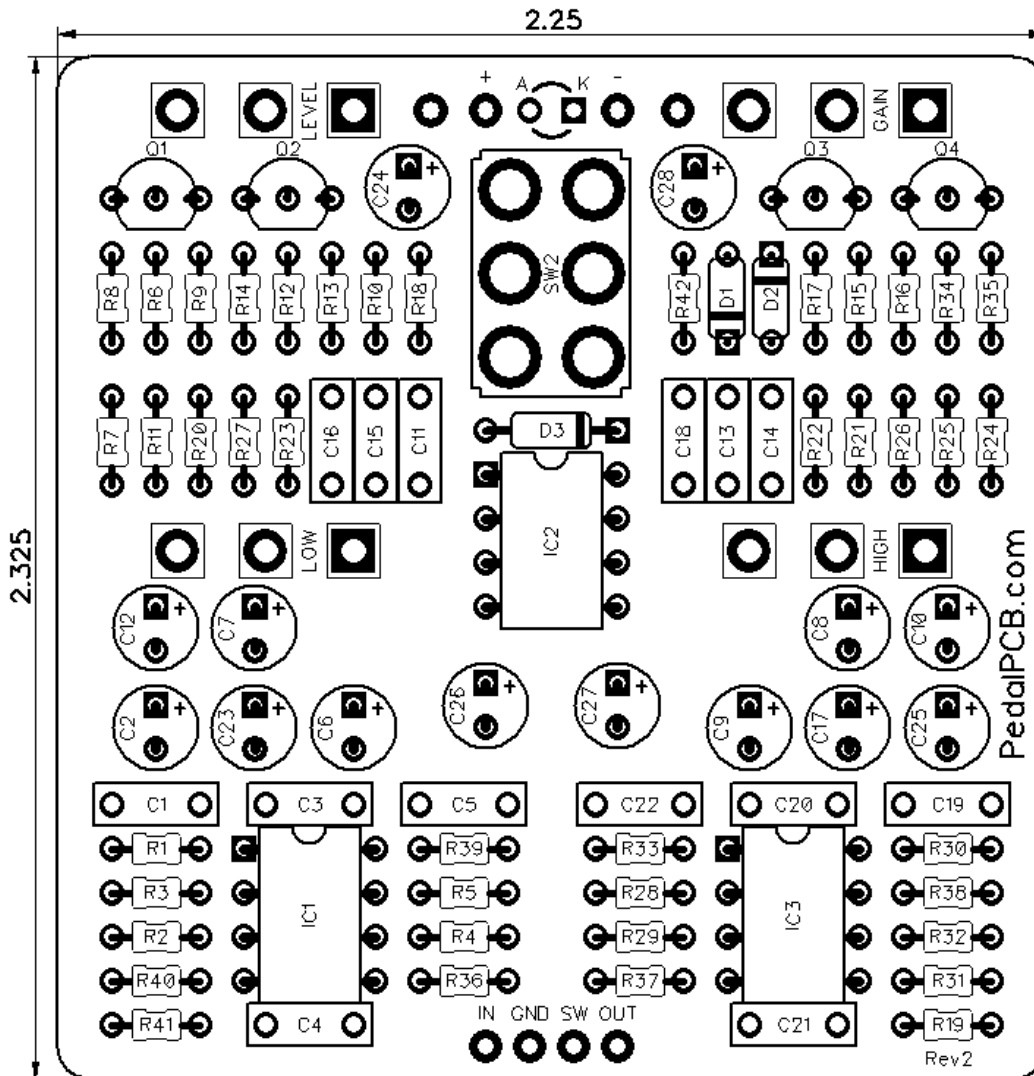 2.25
2.325
+ A K -
LEVEL
GAIN
Q1 Q2 Q3 Q4
C24 + C28 +
SW2
R8 R6 R9 R14 R12 R13 R10 R18
R42 D1 D2 R17 R15 R16 R34 R35
R7 R11 R20 R27 R23 C16 C15 C11
D3
C18 C13 C14 R22 R21 R26 R25 R24
IC2
LOW
HIGH
C12 + C7 + C8 + C10 +
C2 + C23 + C6 + C26 + C27 + C9 + C17 + C25 +
PedalPCB.com
C1 C3 C5 C22 C20 C19
R1 R39 R33 R30
R3 R5 R28 R38
IC1 IC3
R2 R4 R29 R32
R40 R36 R37 R31
R41 C4 C21 R19
IN GND SW OUT
Rev2